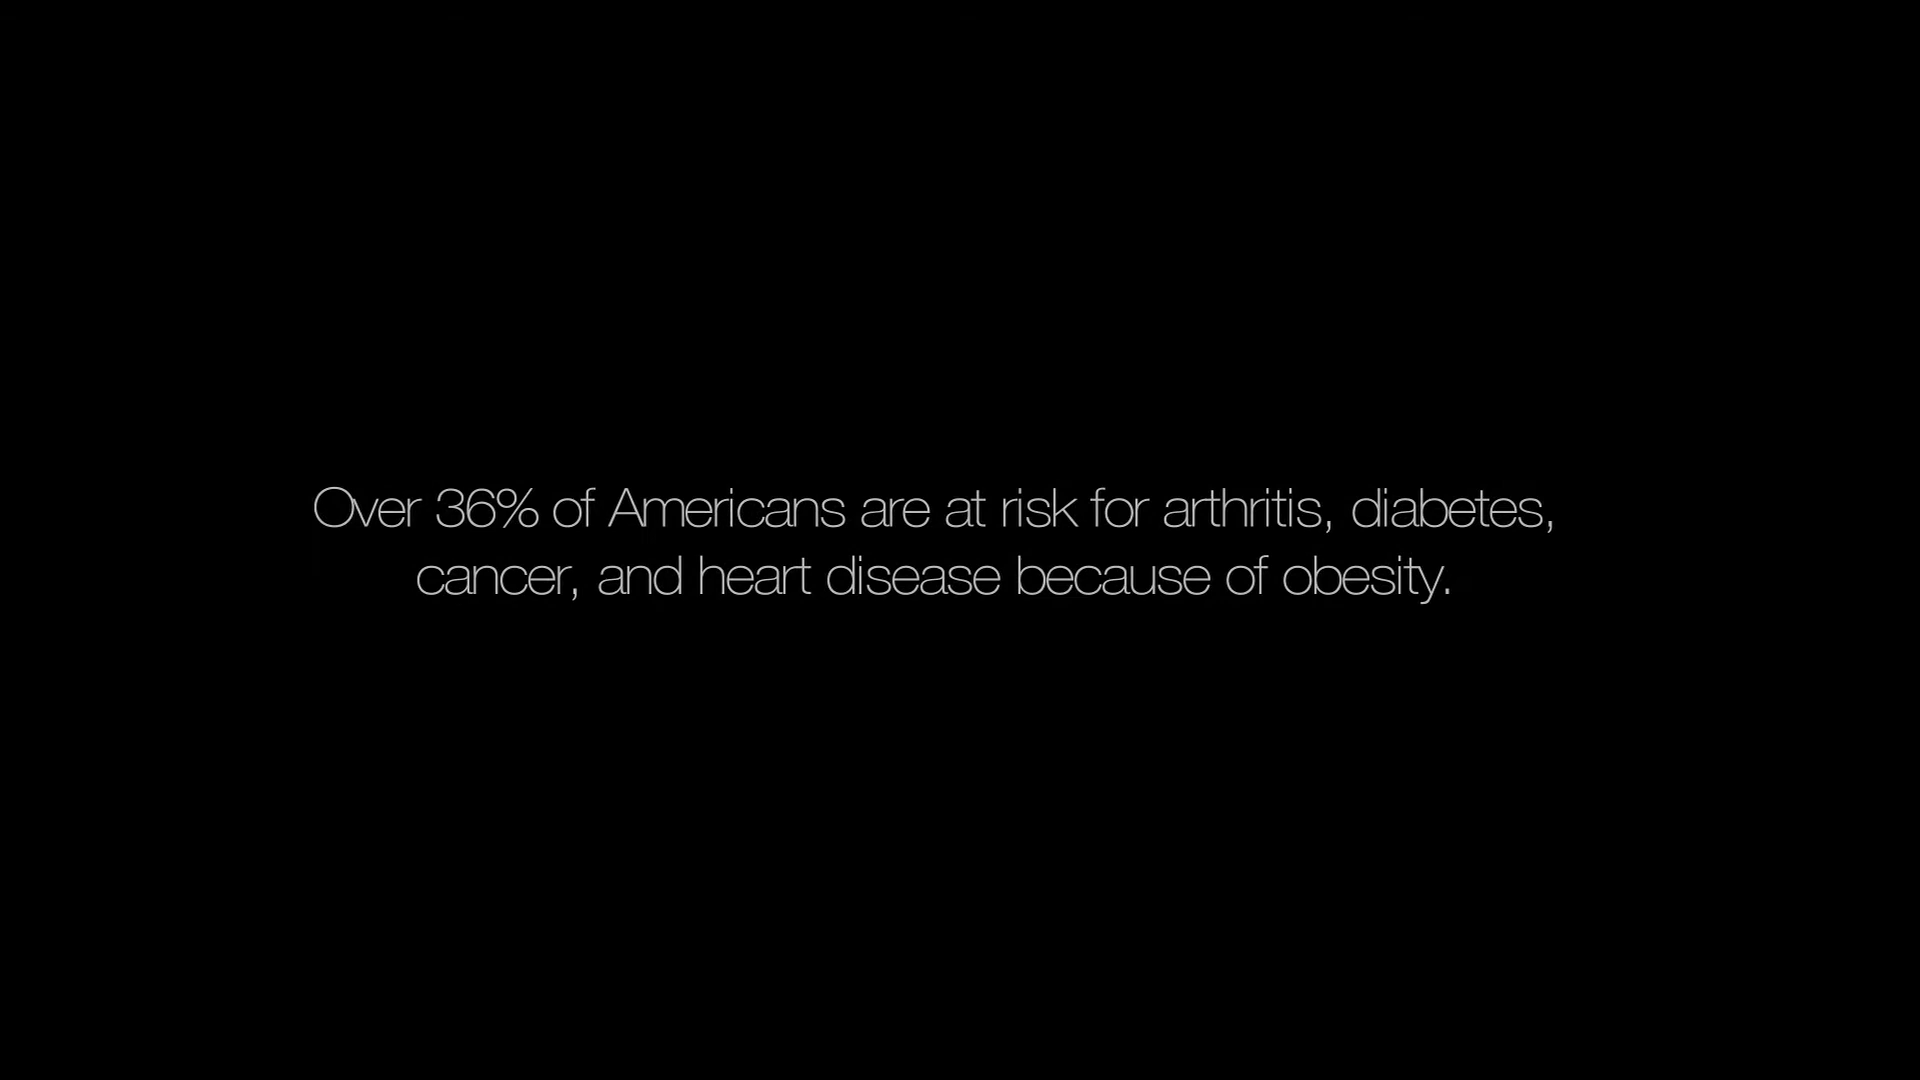 Over 36% of Americans are at risk for arthritis, diabetes,
cancer, and heart disease because of obesity.